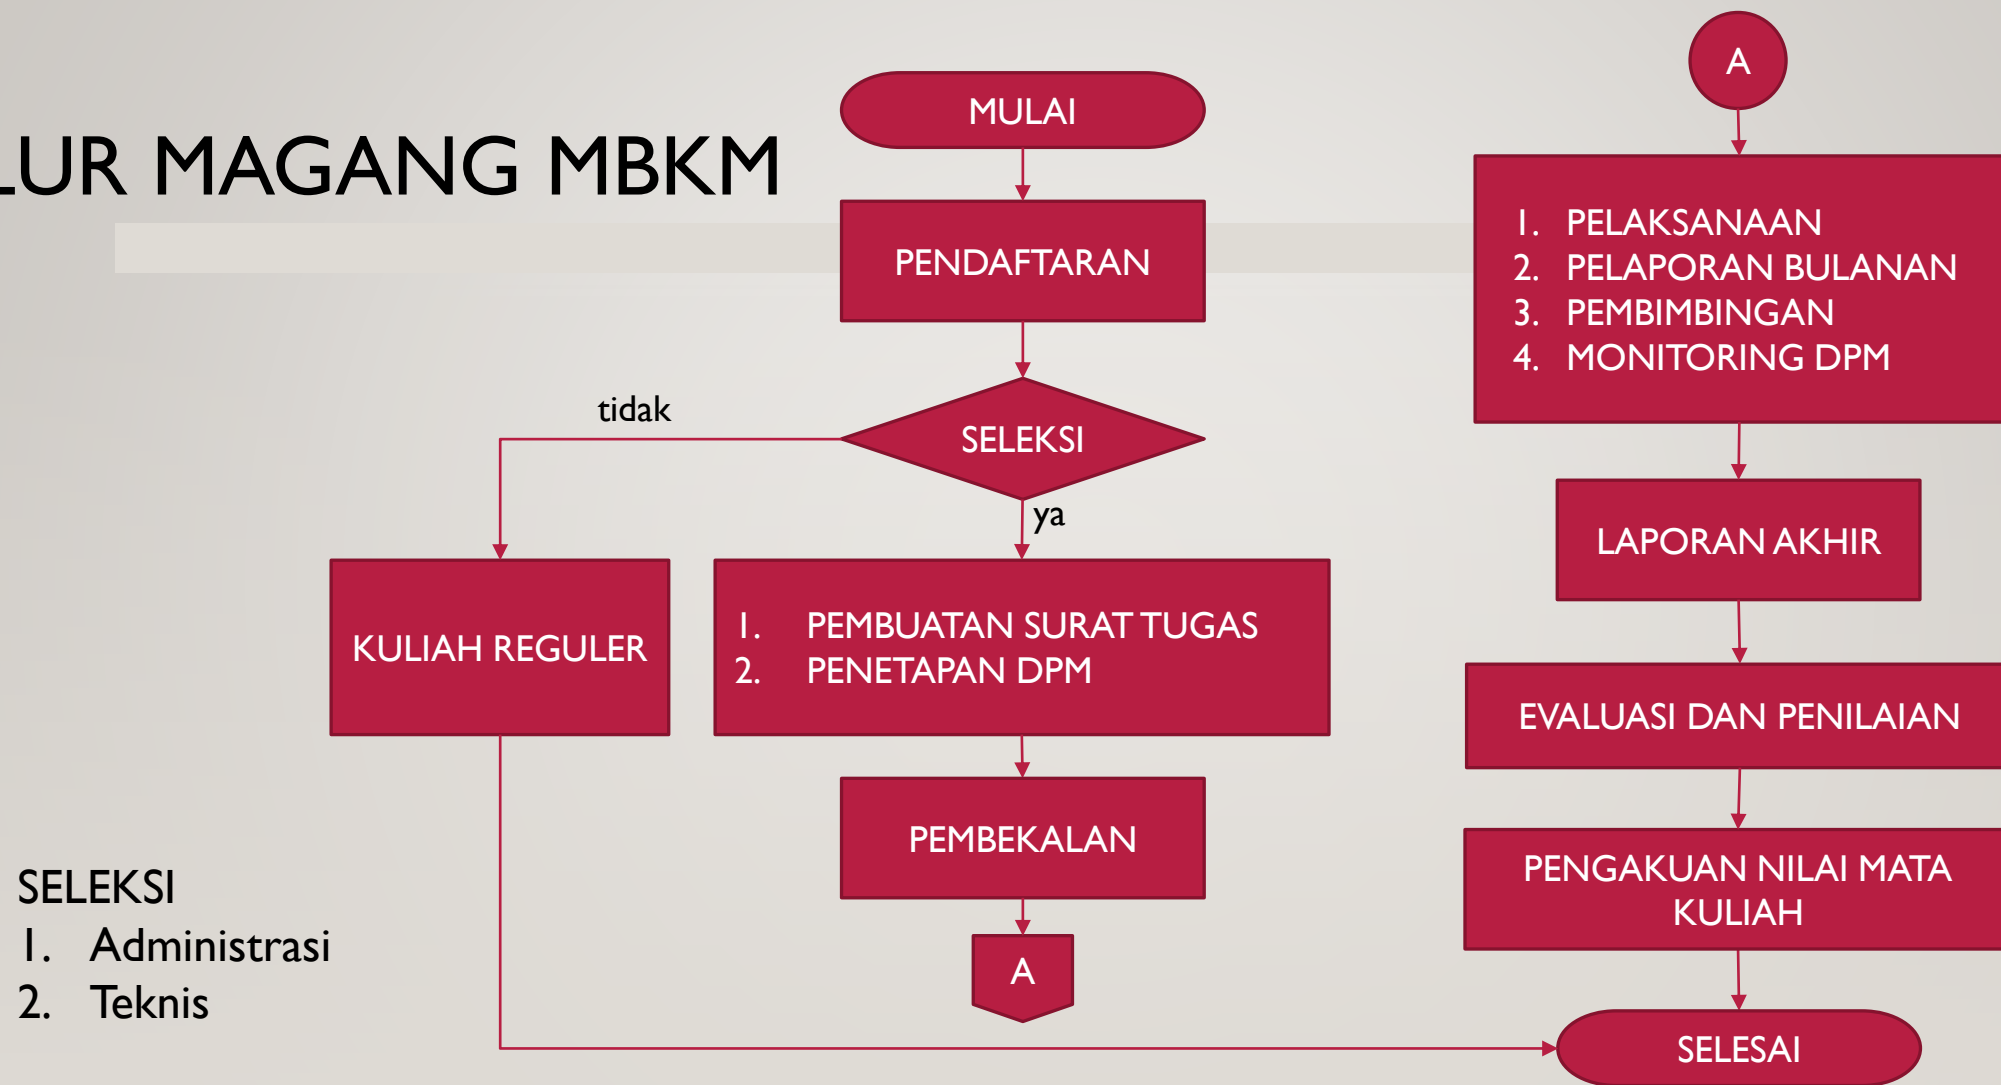 LUR MAGANG MBKM
MULAI
PENDAFTARAN
SELEKSI
tidak
ya
KULIAH REGULER
1. PEMBUATAN SURAT TUGAS
2. PENETAPAN DPM
PEMBEKALAN
A
SELEKSI
1. Administrasi
2. Teknis
A
1. PELAKSANAAN
2. PELAPORAN BULANAN
3. PEMBIMBINGAN
4. MONITORING DPM
LAPORAN AKHIR
EVALUASI DAN PENILAIAN
PENGAKUAN NILAI MATA
KULIAH
SELESAI